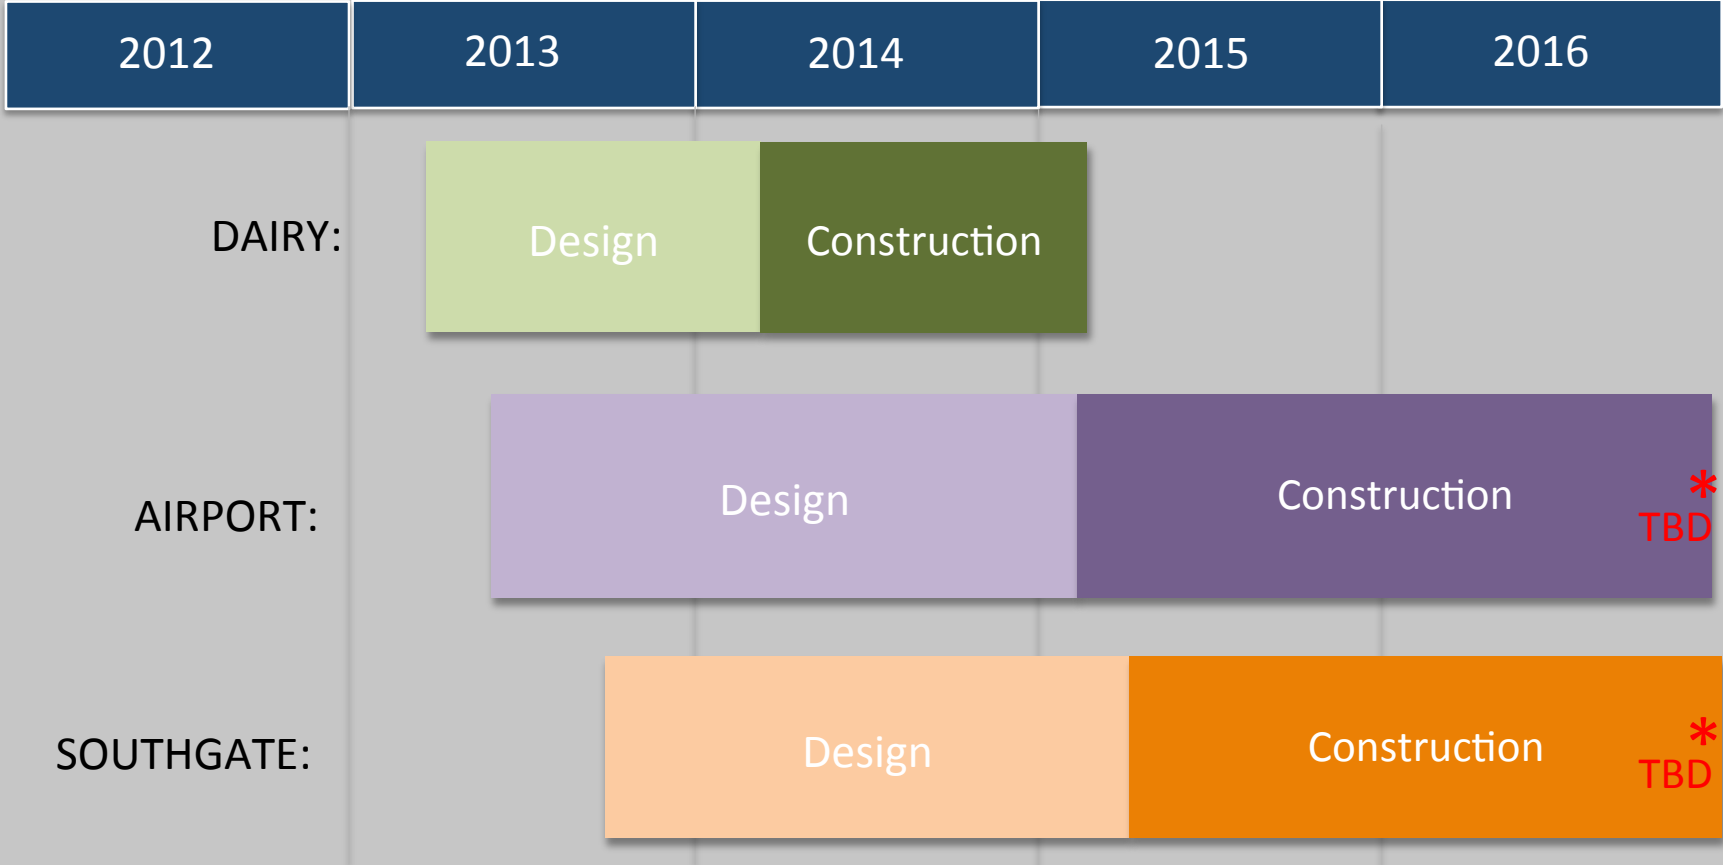 2012 2013 2014 2015 2016
DAIRY: Design Construction
AIRPORT: Design Construction *
TBD
SOUTHGATE: Design Construction *
TBD